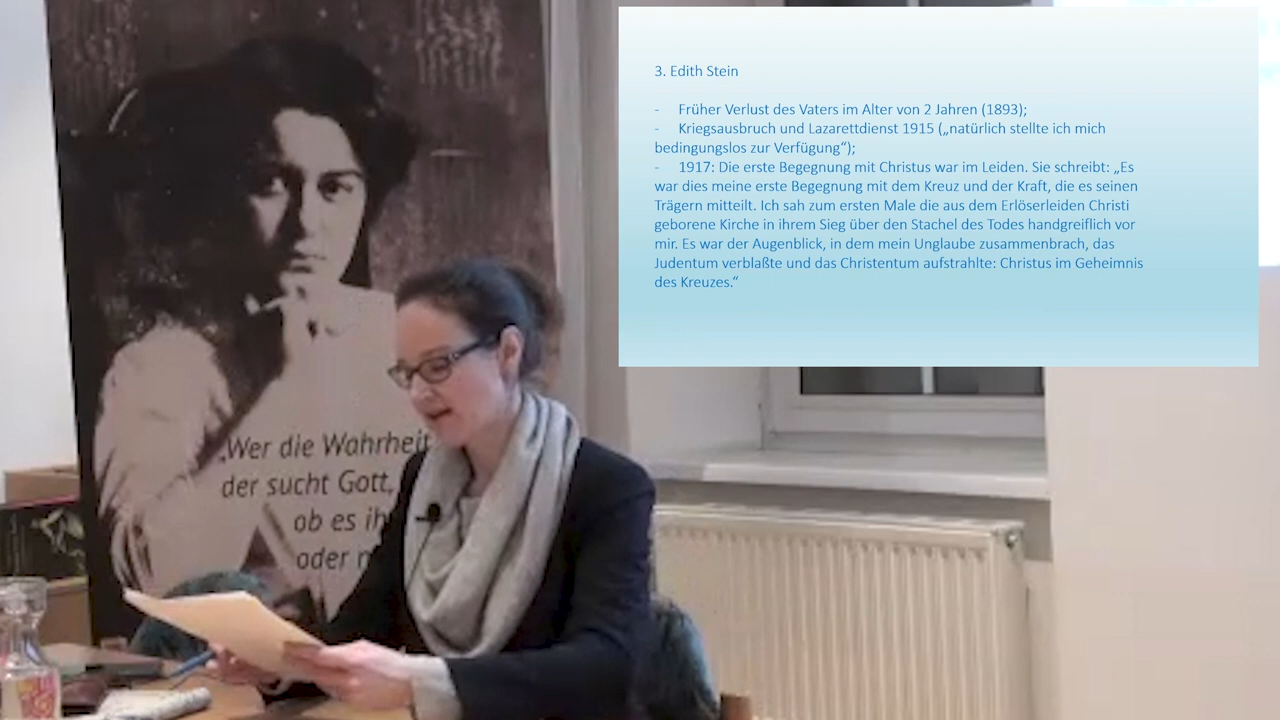 3. Edith Stein
- Früher Verlust des Vaters im Alter von 2 Jahren (1893);
- Kriegsausbruch und Lazarettdienst 1915 („natürlich stellte ich mich
bedingungslos zur Verfügung“);
- 1917: Die erste Begegnung mit Christus war im Leiden. Sie schreibt: „Es
war dies meine erste Begegnung mit dem Kreuz und der Kraft, die es seinen
Trägern mitteilt. Ich sah zum ersten Male die aus dem Erlöserleiden Christi
geborene Kirche in ihrem Sieg über den Stachel des Todes handgreiflich vor
mir. Es war der Augenblick, in dem mein Unglaube zusammenbrach, das
Judentum verblaßte und das Christentum aufstrahlte: Christus im Geheimnis
des Kreuzes.“
„Wer die Wahrheit
der sucht Gott,
ob es
oder